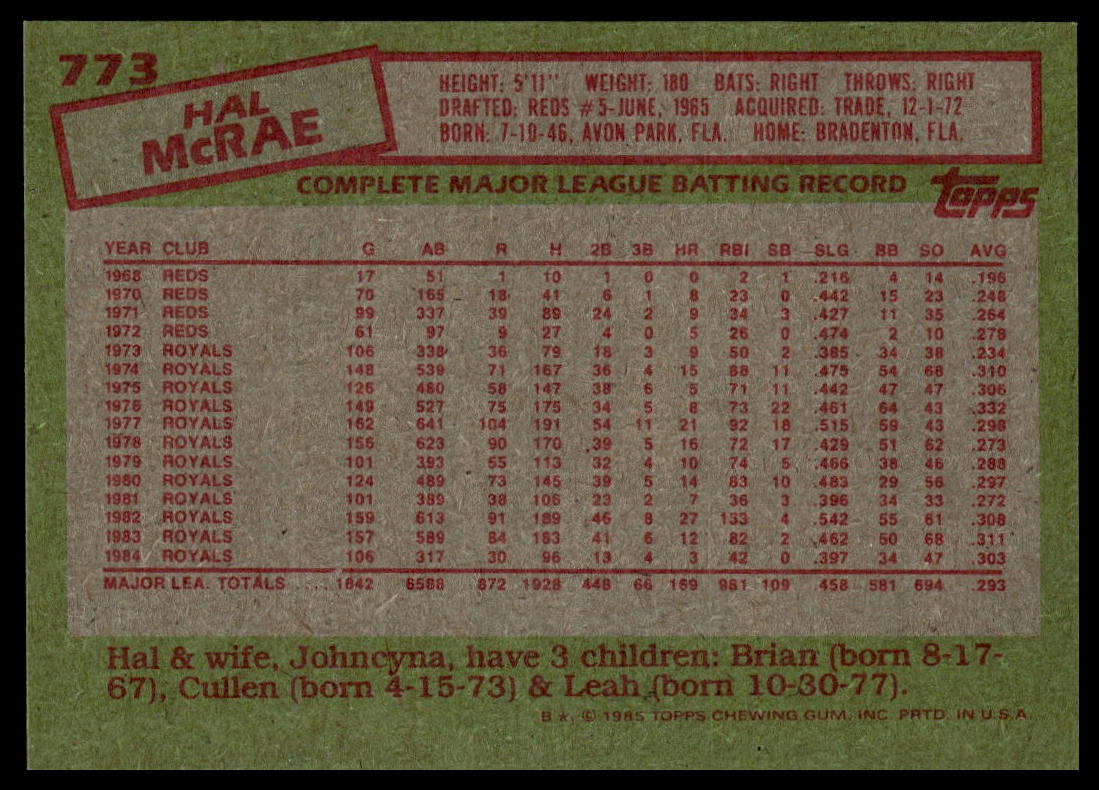 773
HAL
McRAE
HEIGHT: 5'11" WEIGHT: 180 BATS: RIGHT THROWS: RIGHT
DRAFTED: REDS #5-JUNE, 1965 ACQUIRED: TRADE, 12-1-72
BORN: 7-10-46, AVON PARK, FLA. HOME: BRADENTON, FLA.
COMPLETE MAJOR LEAGUE BATTING RECORD topps
YEAR CLUB G AB R H 2B 3B HR RBI SB SLG BB SO AVG
1968 REDS 17 51 1 10 1 0 0 2 1 .216 4 14 .196
1970 REDS 70 165 18 41 6 1 8 23 0 .442 15 23 .248
1971 REDS 99 337 39 89 24 2 9 34 3 .427 11 35 .264
1972 REDS 61 97 9 27 4 0 5 26 0 .474 2 10 .278
1973 ROYALS 106 338 36 79 18 3 9 50 2 .385 34 38 .234
1974 ROYALS 148 539 71 167 36 4 15 88 11 .475 54 68 .310
1975 ROYALS 126 480 58 147 38 6 5 71 11 .442 47 47 .306
1976 ROYALS 149 527 75 175 34 5 8 73 22 .461 64 43 .332
1977 ROYALS 162 641 104 191 54 11 21 92 18 .515 59 43 .298
1978 ROYALS 156 623 90 170 39 5 16 72 17 .429 51 62 .273
1979 ROYALS 101 393 55 113 32 4 10 74 5 .466 38 46 .288
1980 ROYALS 124 489 73 145 39 5 14 83 10 .483 29 56 .297
1981 ROYALS 101 389 38 106 23 2 7 36 3 .396 34 33 .272
1982 ROYALS 159 613 91 189 46 8 27 133 4 .542 55 61 .308
1983 ROYALS 157 589 84 183 41 6 12 82 2 .462 50 68 .311
1984 ROYALS 106 317 30 96 13 4 3 42 0 .397 34 47 .303
MAJOR LEA. TOTALS .... 1842 6588 872 1928 448 66 169 981 109 .458 581 694 .293
Hal & wife, Johncyna, have 3 children: Brian (born 8-17-
67), Cullen (born 4-15-73) & Leah (born 10-30-77).
B*, © 1985 TOPPS CHEWING GUM, INC. PRTD. IN U.S.A.